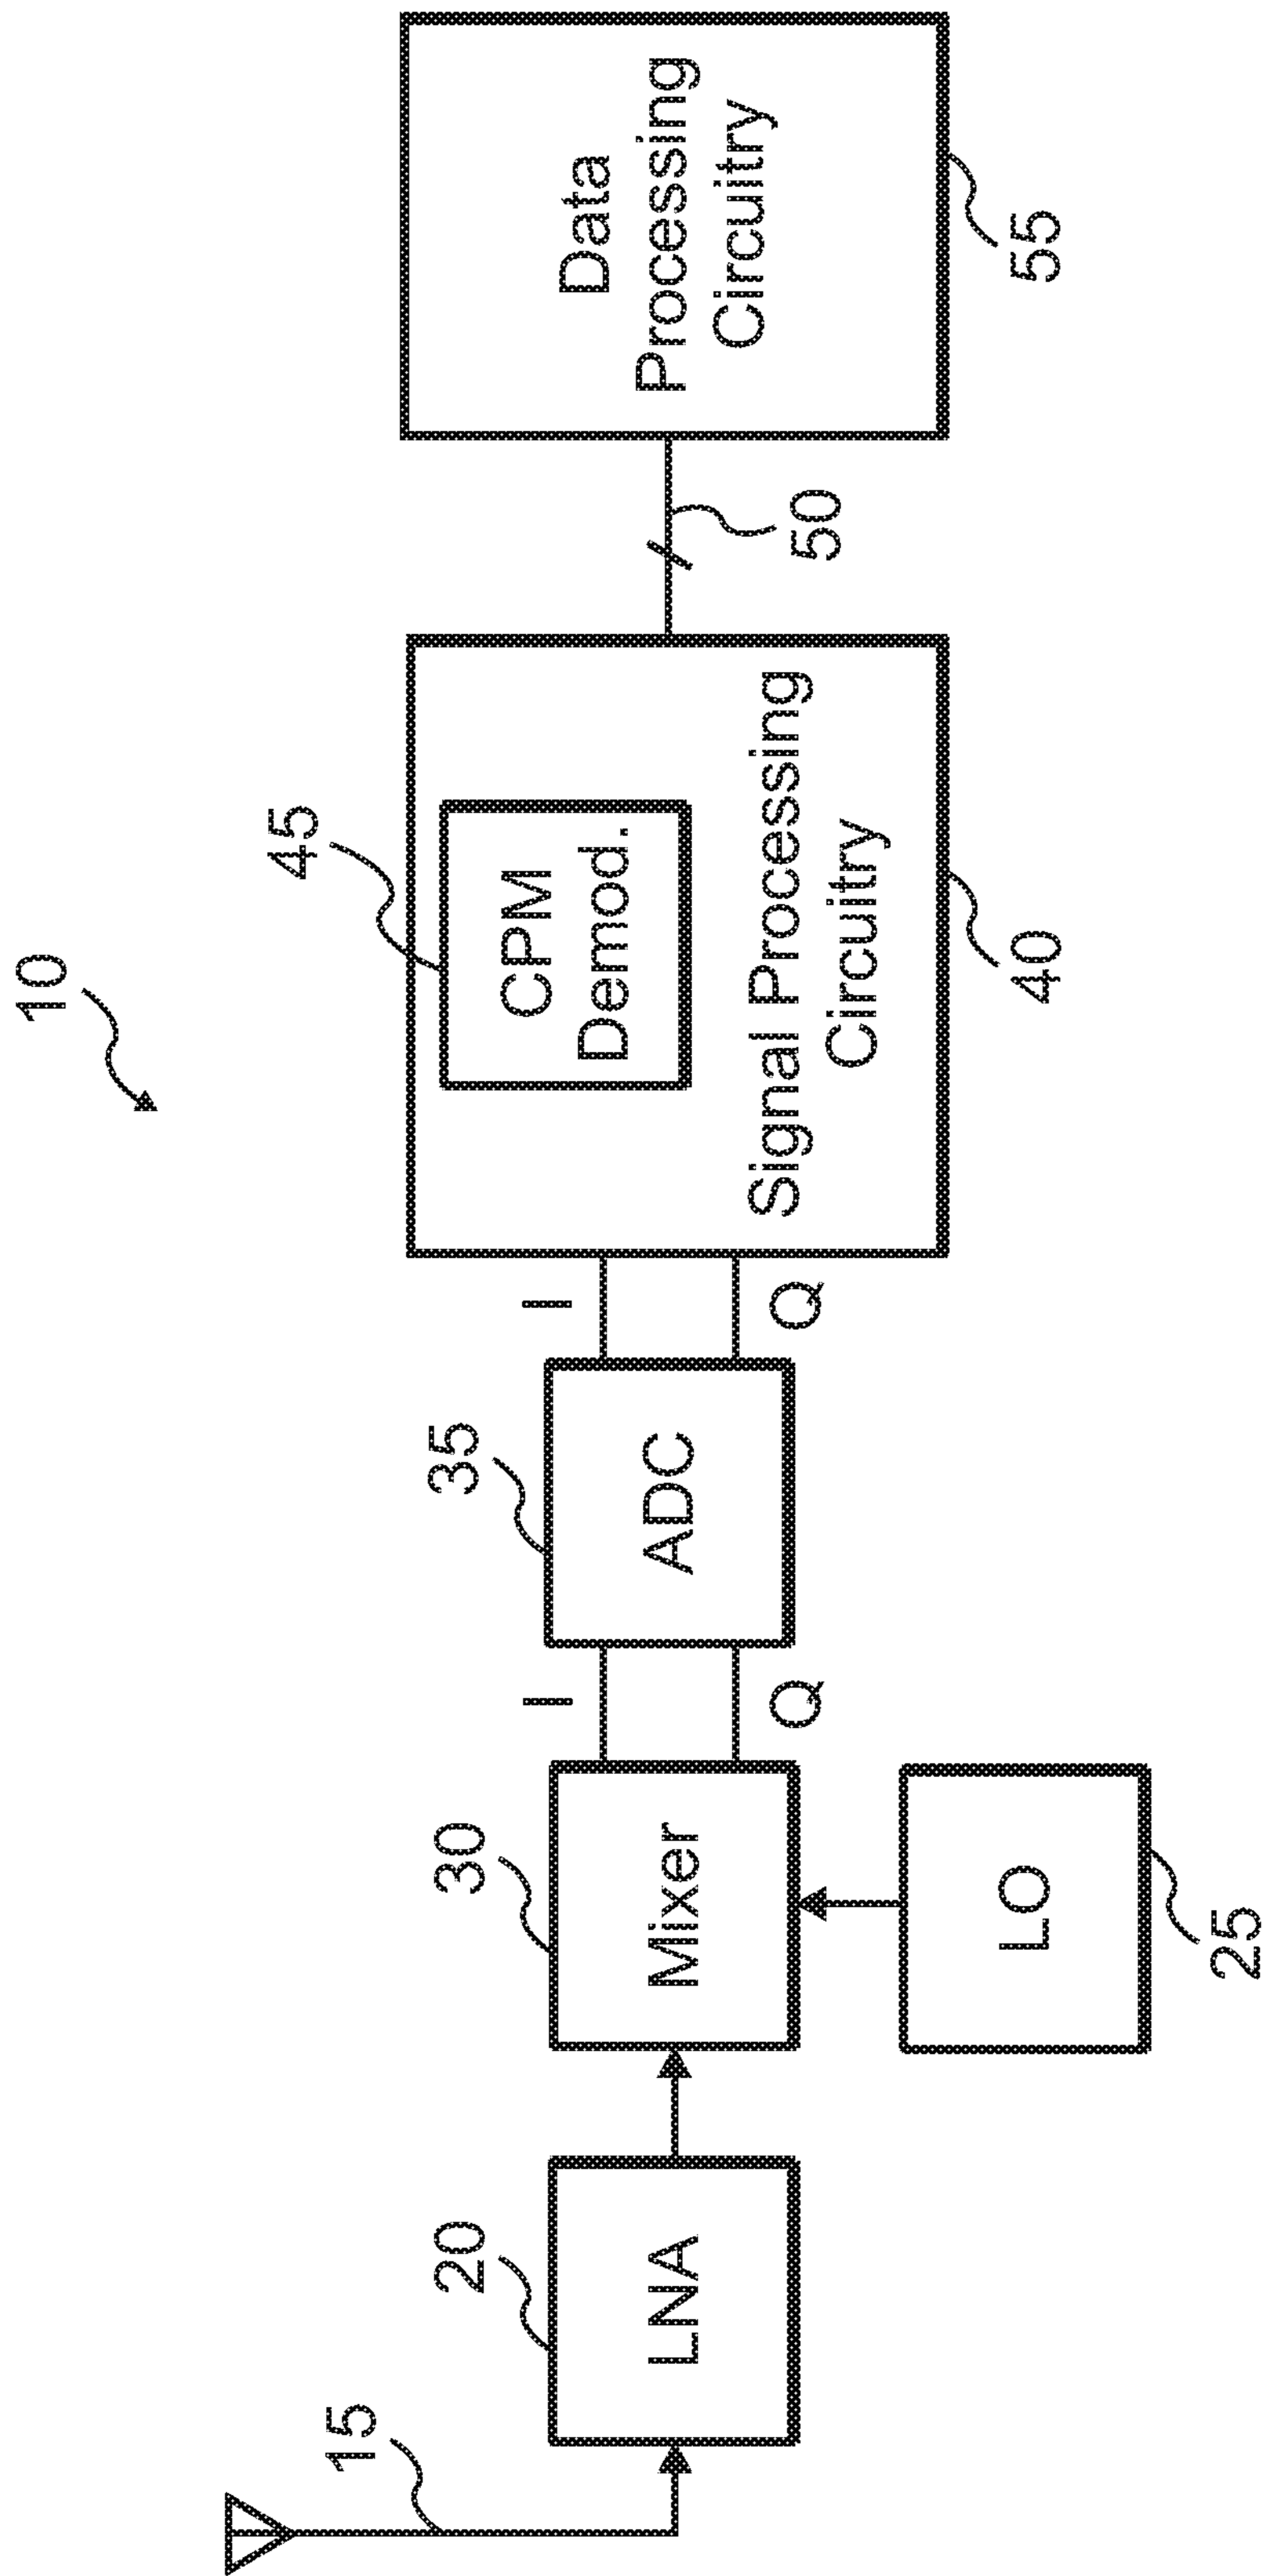 10
15
20
LNA
30
Mixer
LO
25
I
Q
35
ADC
I
Q
45
CPM
Demod.
Signal Processing
Circuitry
40
50
Data
Processing
Circuitry
55